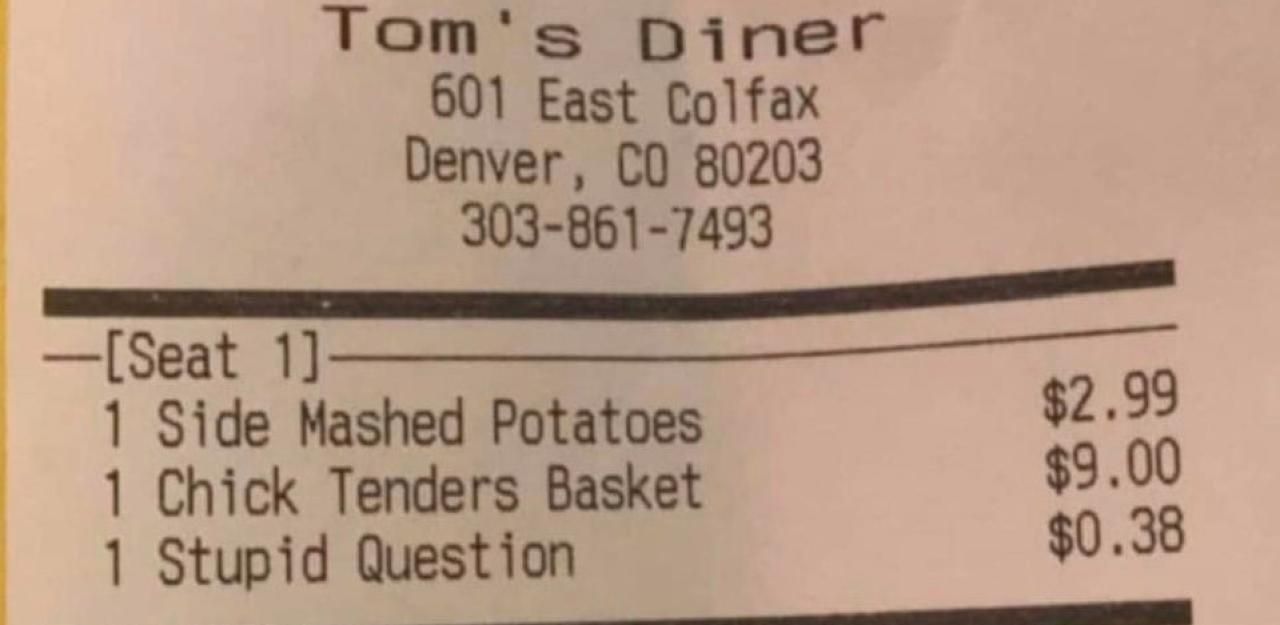 Tom's Diner
601 East Colfax
Denver, CO 80203
303-861-7493
[Seat 1]
1 Side Mashed Potatoes $2.99
1 Chick Tenders Basket $9.00
1 Stupid Question $0.38